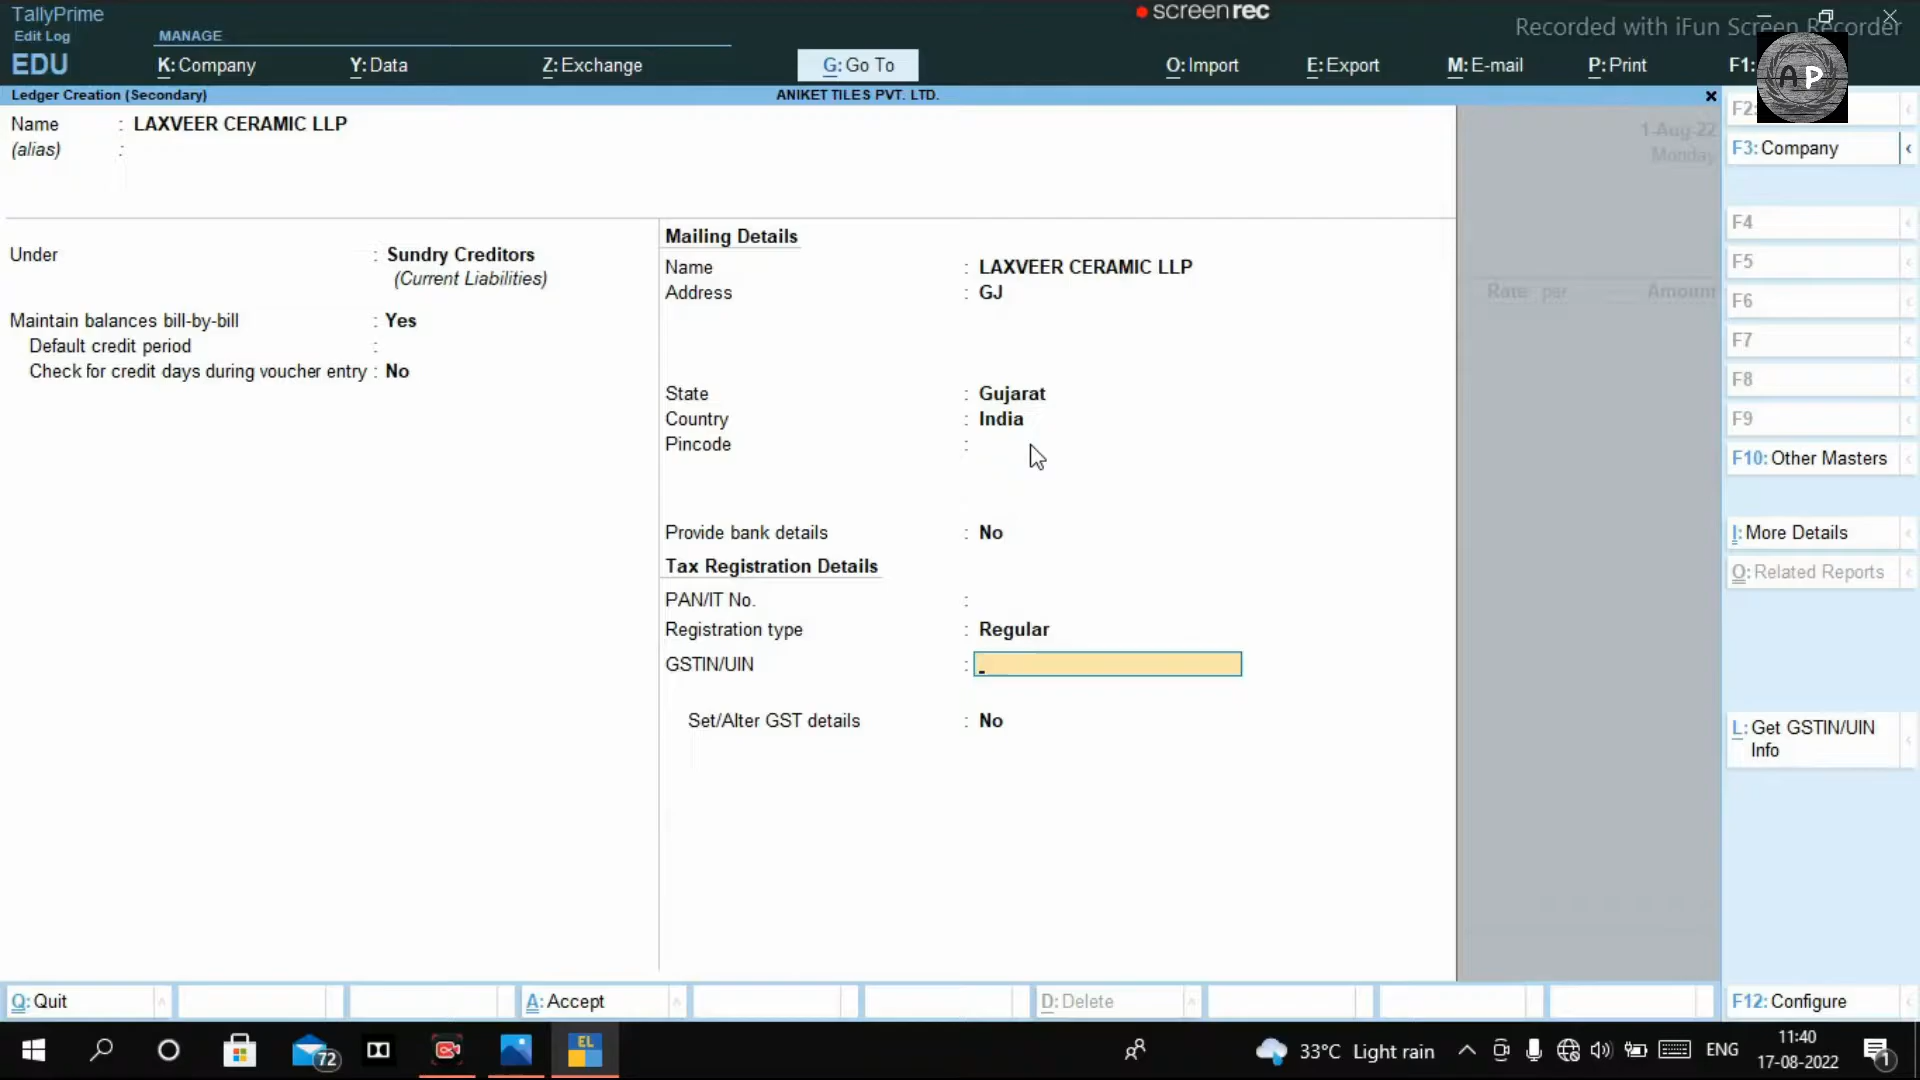 TallyPrime
Edit Log
EDU
MANAGE
K: Company
Y: Data
Z: Exchange
G: Go To
O: Import
E: Export
M: E-mail
P: Print
F1:
screenrec
Recorded with iFun Screen Recorder
AP
Ledger Creation (Secondary)
ANIKET TILES PVT. LTD.
Name : LAXVEER CERAMIC LLP
(alias) :
Under : Sundry Creditors
(Current Liabilities)
Maintain balances bill-by-bill : Yes
Default credit period :
Check for credit days during voucher entry : No
Mailing Details
Name : LAXVEER CERAMIC LLP
Address : GJ
State : Gujarat
Country : India
Pincode :
Provide bank details : No
Tax Registration Details
PAN/IT No. :
Registration type : Regular
GSTIN/UIN :
Set/Alter GST details : No
1-Aug-22
Monday
Rate per Amount
F2:
F3: Company
F4
F5
F6
F7
F8
F9
F10: Other Masters
I: More Details
O: Related Reports
L: Get GSTIN/UIN
Info
F12: Configure
Q: Quit
A: Accept
D: Delete
72
EL
33°C Light rain
ENG
11:40
17-08-2022
1